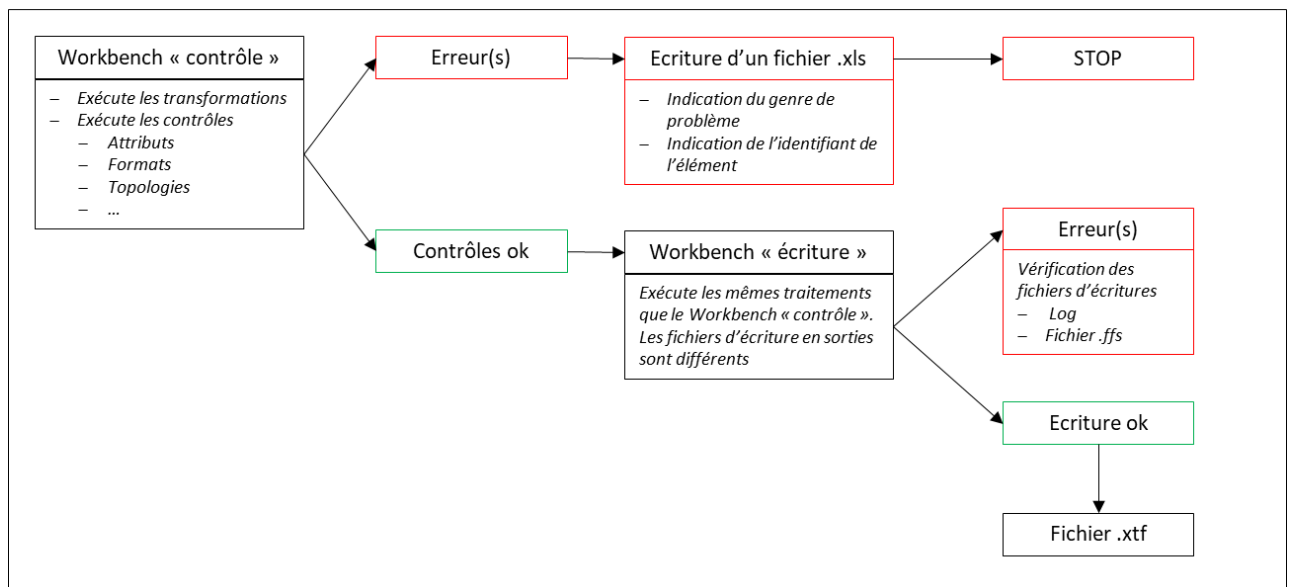 Workbench « contrôle »
– Exécute les transformations
– Exécute les contrôles
– Attributs
– Formats
– Topologies
– ...
Erreur(s)
Ecriture d’un fichier .xls
– Indication du genre de
problème
– Indication de l’identifiant de
l’élément
STOP
Contrôles ok
Workbench « écriture »
Exécute les mêmes traitements
que le Workbench « contrôle ».
Les fichiers d’écriture en sorties
sont différents
Erreur(s)
Vérification des
fichiers d’écritures
– Log
– Fichier .ffs
Ecriture ok
Fichier .xtf